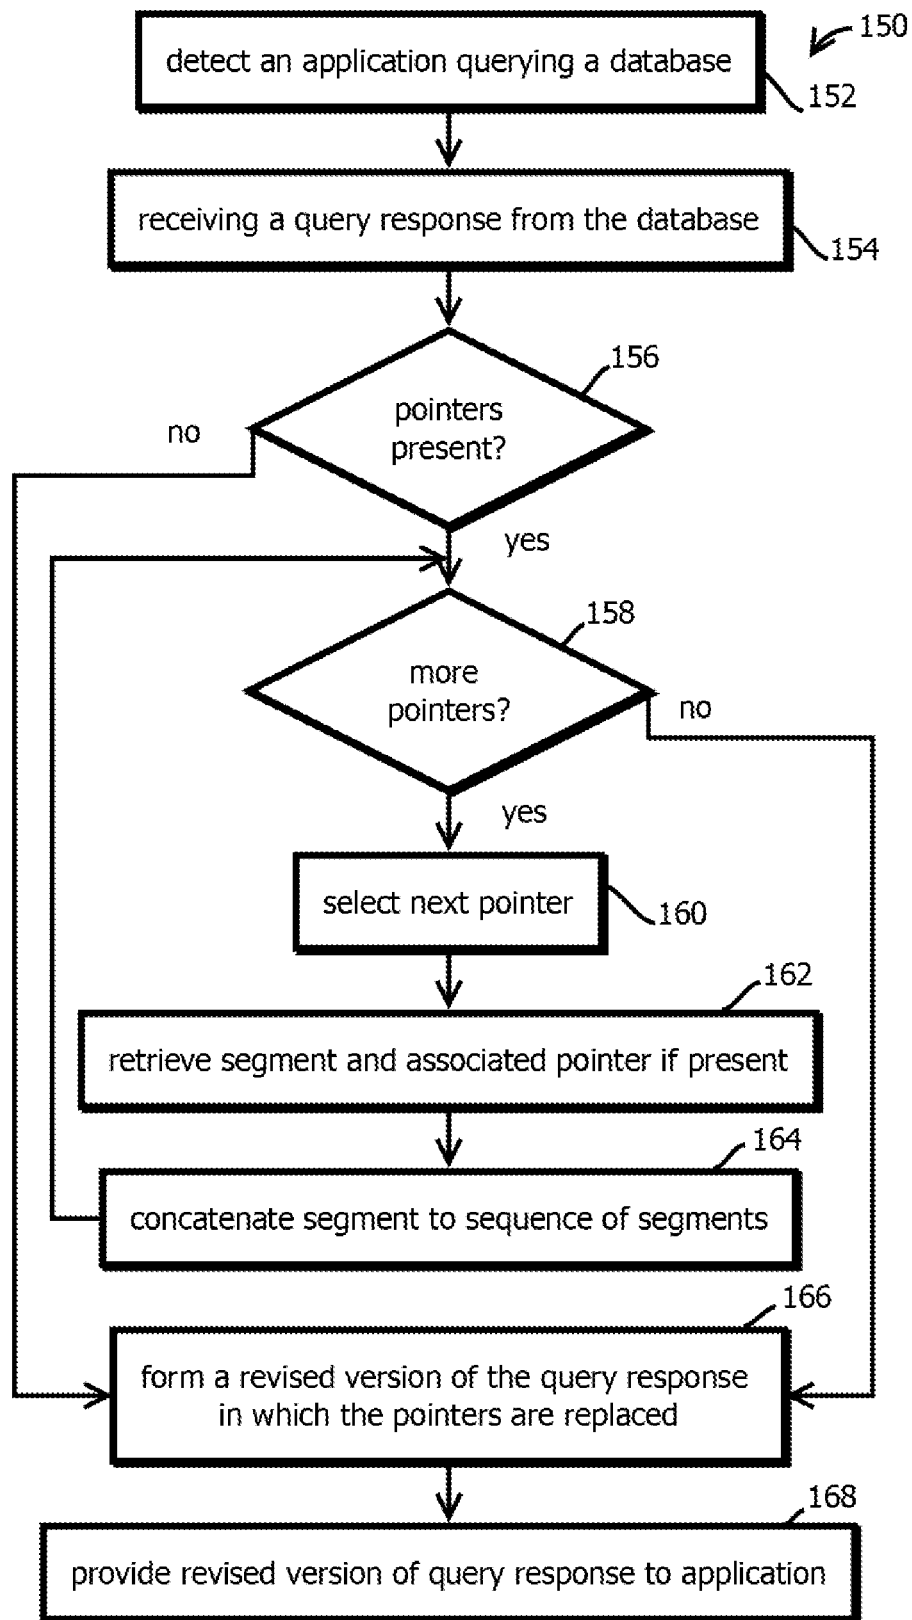 150
detect an application querying a database
152
receiving a query response from the database
154
156
pointers
present?
no
yes
158
more
pointers?
no
yes
select next pointer
160
162
retrieve segment and associated pointer if present
164
concatenate segment to sequence of segments
166
form a revised version of the query response
in which the pointers are replaced
168
provide revised version of query response to application